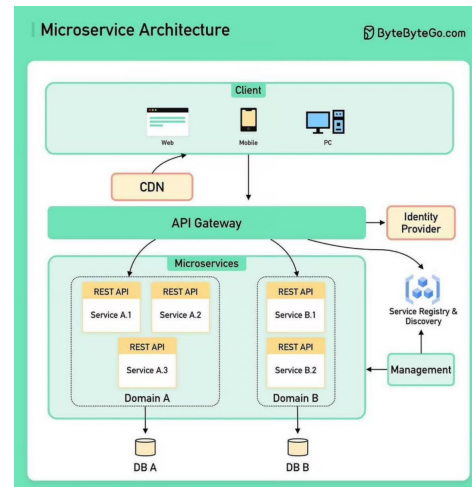 Microservice Architecture
ByteByteGo.com
Client
Web
Mobile
PC
CDN
API Gateway
Identity
Provider
Microservices
REST API
Service A.1
REST API
Service A.2
REST API
Service B.1
Service Registry &
Discovery
REST API
Service A.3
REST API
Service B.2
Management
Domain A
Domain B
DB A
DB B